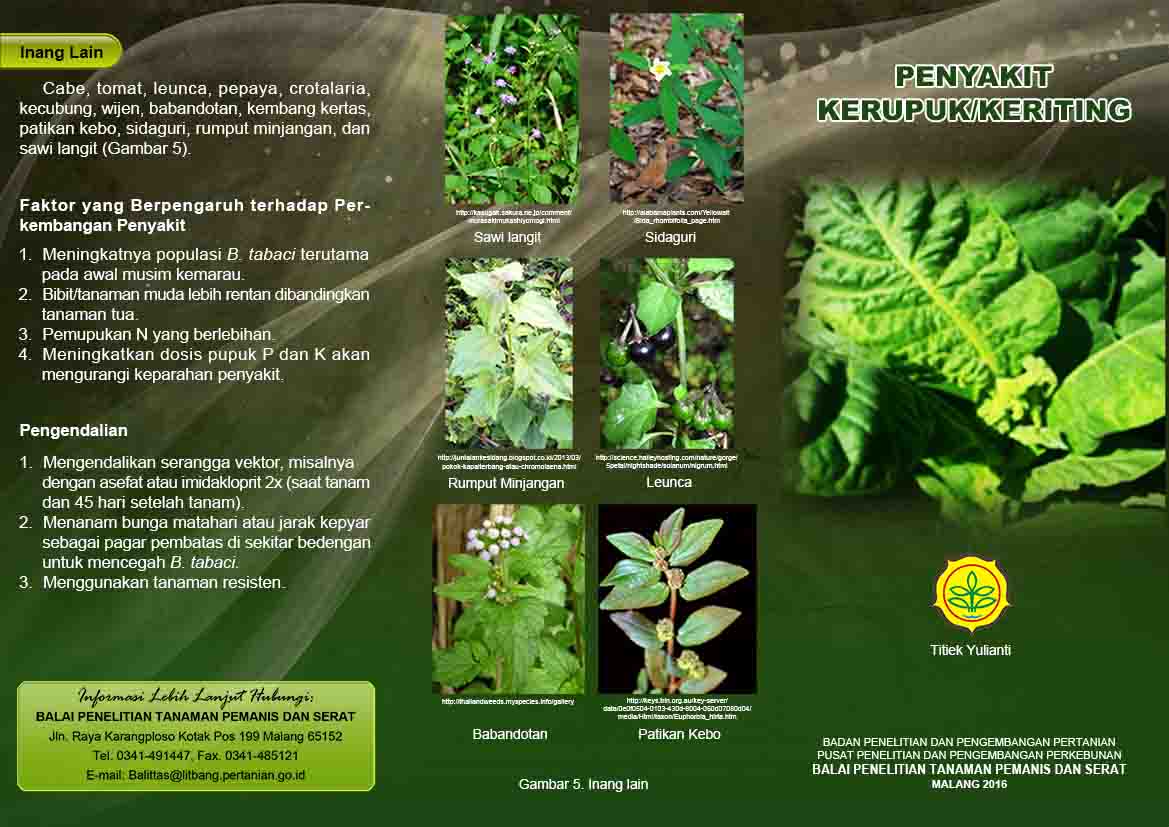 Inang Lain
Cabe, tomat, leunca, pepaya, crotalaria,
kecubung, wijen, babandotan, kembang kertas,
patikan kebo, sidaguri, rumput minjangan, dan
sawi langit (Gambar 5).
Faktor yang Berpengaruh terhadap Per-
kembangan Penyakit
1. Meningkatnya populasi B. tabaci terutama
pada awal musim kemarau.
2. Bibit/tanaman muda lebih rentan dibandingkan
tanaman tua.
3. Pemupukan N yang berlebihan.
4. Meningkatkan dosis pupuk P dan K akan
mengurangi keparahan penyakit.
Pengendalian
1. Mengendalikan serangga vektor, misalnya
dengan asefat atau imidakloprit 2x (saat tanam
dan 45 hari setelah tanam).
2. Menanam bunga matahari atau jarak kepyar
sebagai pagar pembatas di sekitar bedengan
untuk mencegah B. tabaci.
3. Menggunakan tanaman resisten.
Informasi Lebih Lanjut Hubungi:
BALAI PENELITIAN TANAMAN PEMANIS DAN SERAT
Jln. Raya Karangploso Kotak Pos 199 Malang 65152
Tel. 0341-491447, Fax. 0341-485121
E-mail: Balittas@litbang.pertanian.go.id
Sawi langit
Sidaguri
Rumput Minjangan
Leunca
http://thailandweeds.myspecies.info/gallery
Babandotan
Patikan Kebo
Gambar 5. Inang lain
PENYAKIT
KERUPUK/KERITING
Titiek Yulianti
BADAN PENELITIAN DAN PENGEMBANGAN PERTANIAN
PUSAT PENELITIAN DAN PENGEMBANGAN PERKEBUNAN
BALAI PENELITIAN TANAMAN PEMANIS DAN SERAT
MALANG 2016